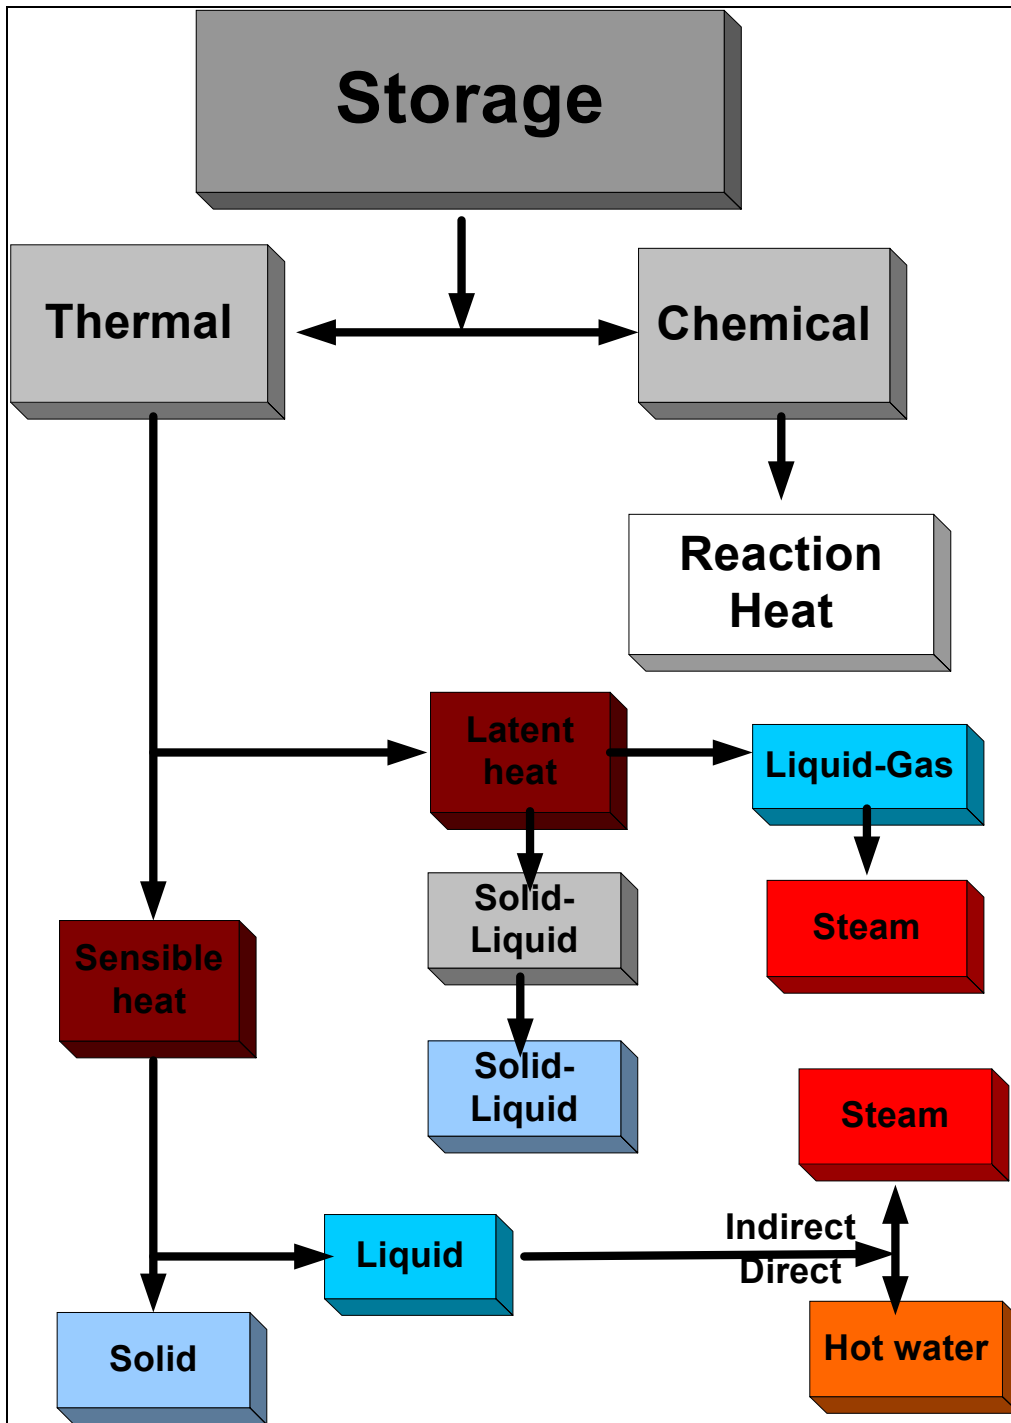 Storage
Thermal
Chemical
Reaction
Heat
Latent
heat
Liquid-Gas
Solid-
Liquid
Steam
Sensible
heat
Solid-
Liquid
Steam
Indirect
Direct
Liquid
Hot water
Solid